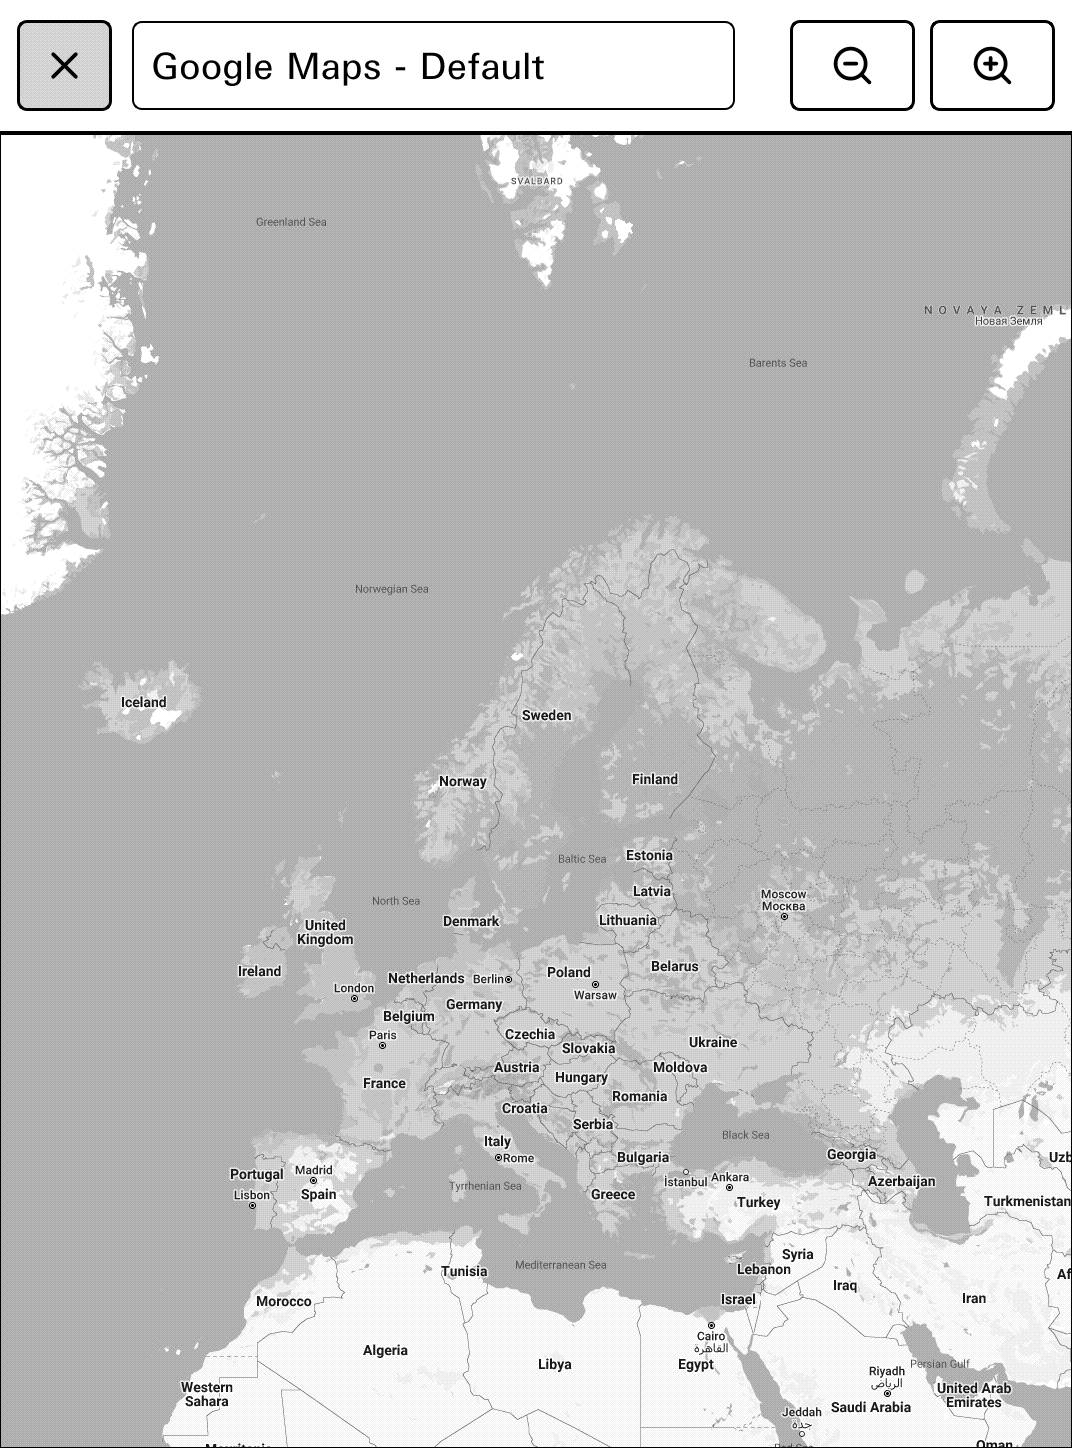 Google Maps - Default
SVALBARD
Greenland Sea
NOVAYA ZEML
Новая Земля
Barents Sea
Norwegian Sea
Iceland
Sweden
Norway
Finland
Baltic Sea
Estonia
Latvia
Moscow
Москва
North Sea
Denmark
Lithuania
United
Kingdom
Ireland
Netherlands
Berlin
Poland
Belarus
London
Warsaw
Germany
Belgium
Paris
Czechia
Slovakia
Ukraine
Austria
Moldova
France
Hungary
Romania
Croatia
Serbia
Black Sea
Italy
Rome
Bulgaria
Georgia
Uzb
Portugal
Madrid
Spain
Lisbon
Tyrrhenian Sea
Greece
İstanbul
Ankara
Turkey
Azerbaijan
Turkmenistan
Tunisia
Mediterranean Sea
Syria
Lebanon
Af
Iraq
Morocco
Israel
Iran
Cairo
القاهرة
Egypt
Algeria
Libya
Persian Gulf
Riyadh
الرياض
Western
Sahara
United Arab
Emirates
Saudi Arabia
Jeddah
جدة